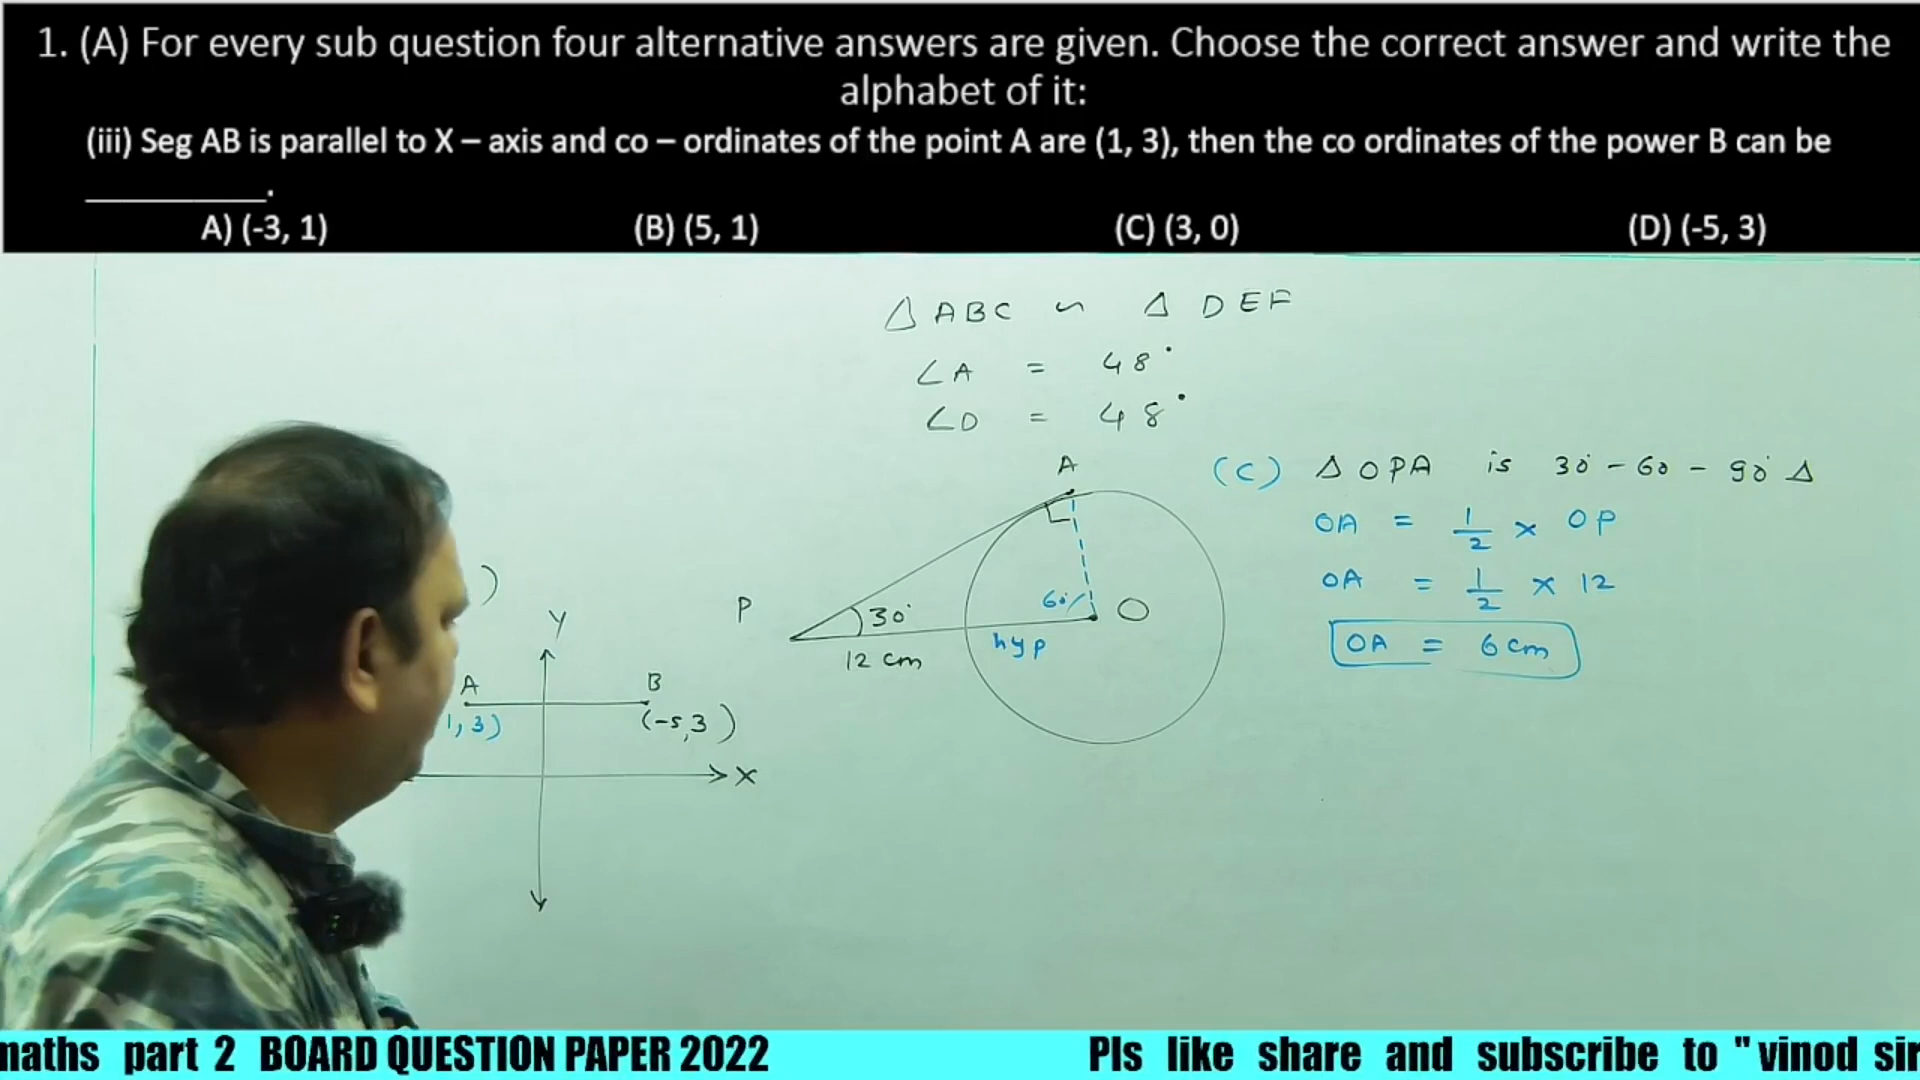 1. (A) For every sub question four alternative answers are given. Choose the correct answer and write the
alphabet of it:
(iii) Seg AB is parallel to X – axis and co – ordinates of the point A are (1, 3), then the co ordinates of the power B can be
____________.
A) (-3, 1) (B) (5, 1) (C) (3, 0) (D) (-5, 3)
△ ABC ∽ △ DEF
∠A = 48°
∠D = 48°
A
(C) △ OPA is 30° - 60 - 90° △
OA = 1/2 × OP
OA = 1/2 × 12
OA = 6 cm
P
30°
60°
O
hyp
12 cm
)
Y
A
B
1, 3)
(-5,3)
X
maths part 2 BOARD QUESTION PAPER 2022 Pls like share and subscribe to "vinod sir